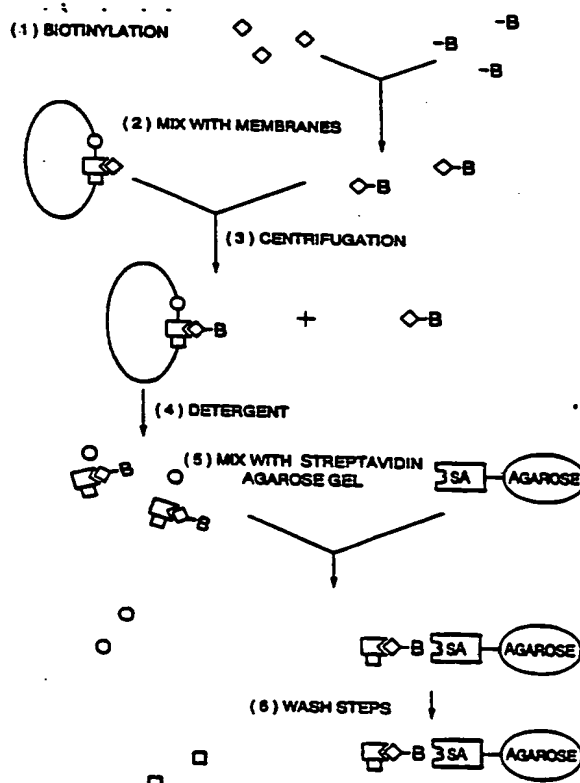 (1) BIOTINYLATION
-B
-B
-B
(2) MIX WITH MEMBRANES
-B
-B
(3) CENTRIFUGATION
-B + -B
(4) DETERGENT
-B
(5) MIX WITH STREPTAVIDIN
AGAROSE GEL
SA AGAROSE
-B
-B SA AGAROSE
(6) WASH STEPS
-B SA AGAROSE